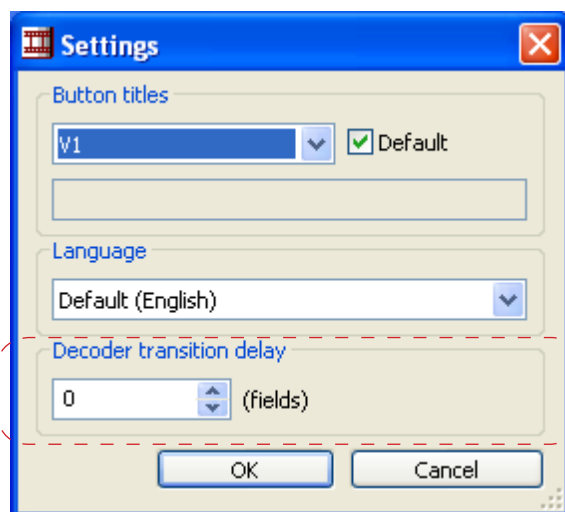 Settings
Button titles
V1
Default
Language
Default (English)
Decoder transition delay
0 (fields)
OK Cancel